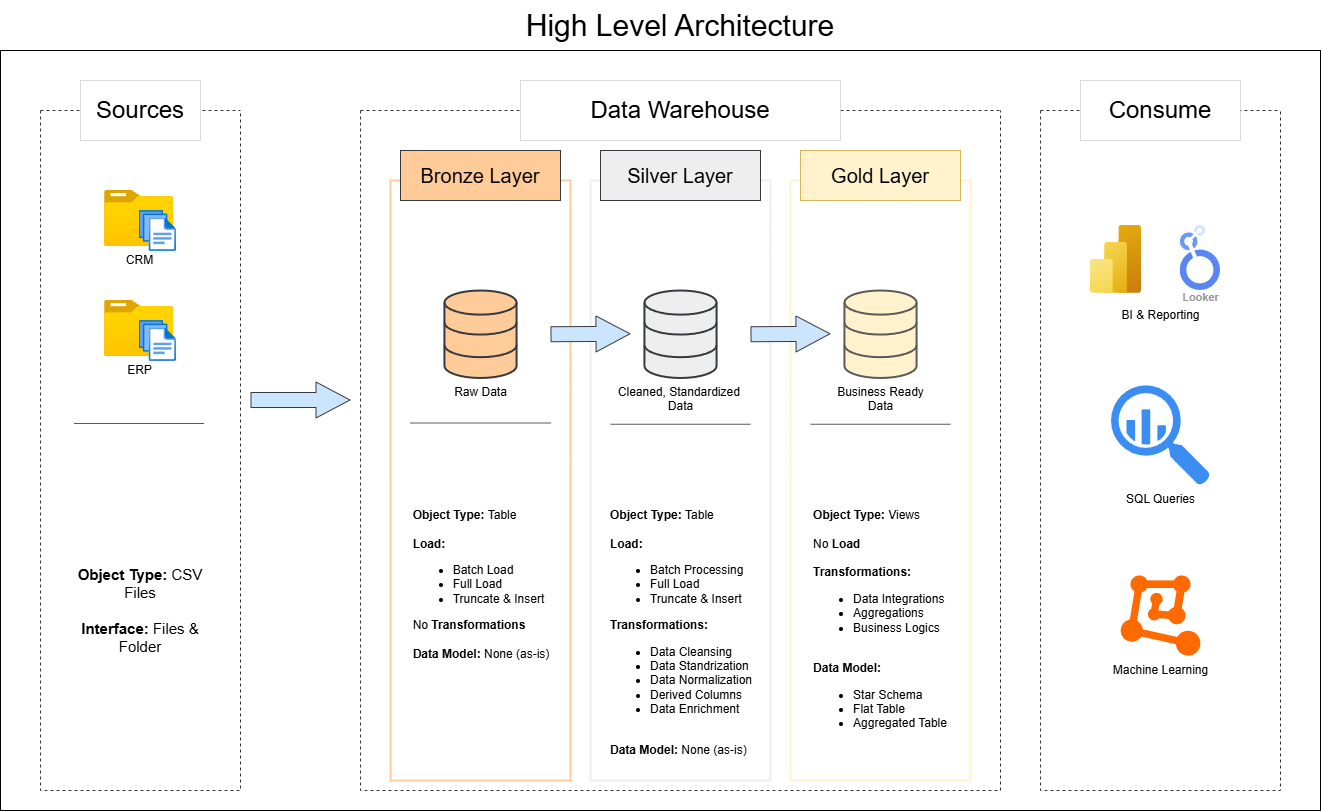 High Level Architecture
Sources
CRM
ERP
Object Type: CSV
Files
Interface: Files &
Folder
Data Warehouse
Bronze Layer
Raw Data
Object Type: Table
Load:
Batch Load
Full Load
Truncate & Insert
No Transformations
Data Model: None (as-is)
Silver Layer
Cleaned, Standardized
Data
Object Type: Table
Load:
Batch Processing
Full Load
Truncate & Insert
Transformations:
Data Cleansing
Data Standrization
Data Normalization
Derived Columns
Data Enrichment
Data Model: None (as-is)
Gold Layer
Business Ready
Data
Object Type: Views
No Load
Transformations:
Data Integrations
Aggregations
Business Logics
Data Model:
Star Schema
Flat Table
Aggregated Table
Consume
Looker
BI & Reporting
SQL Queries
Machine Learning